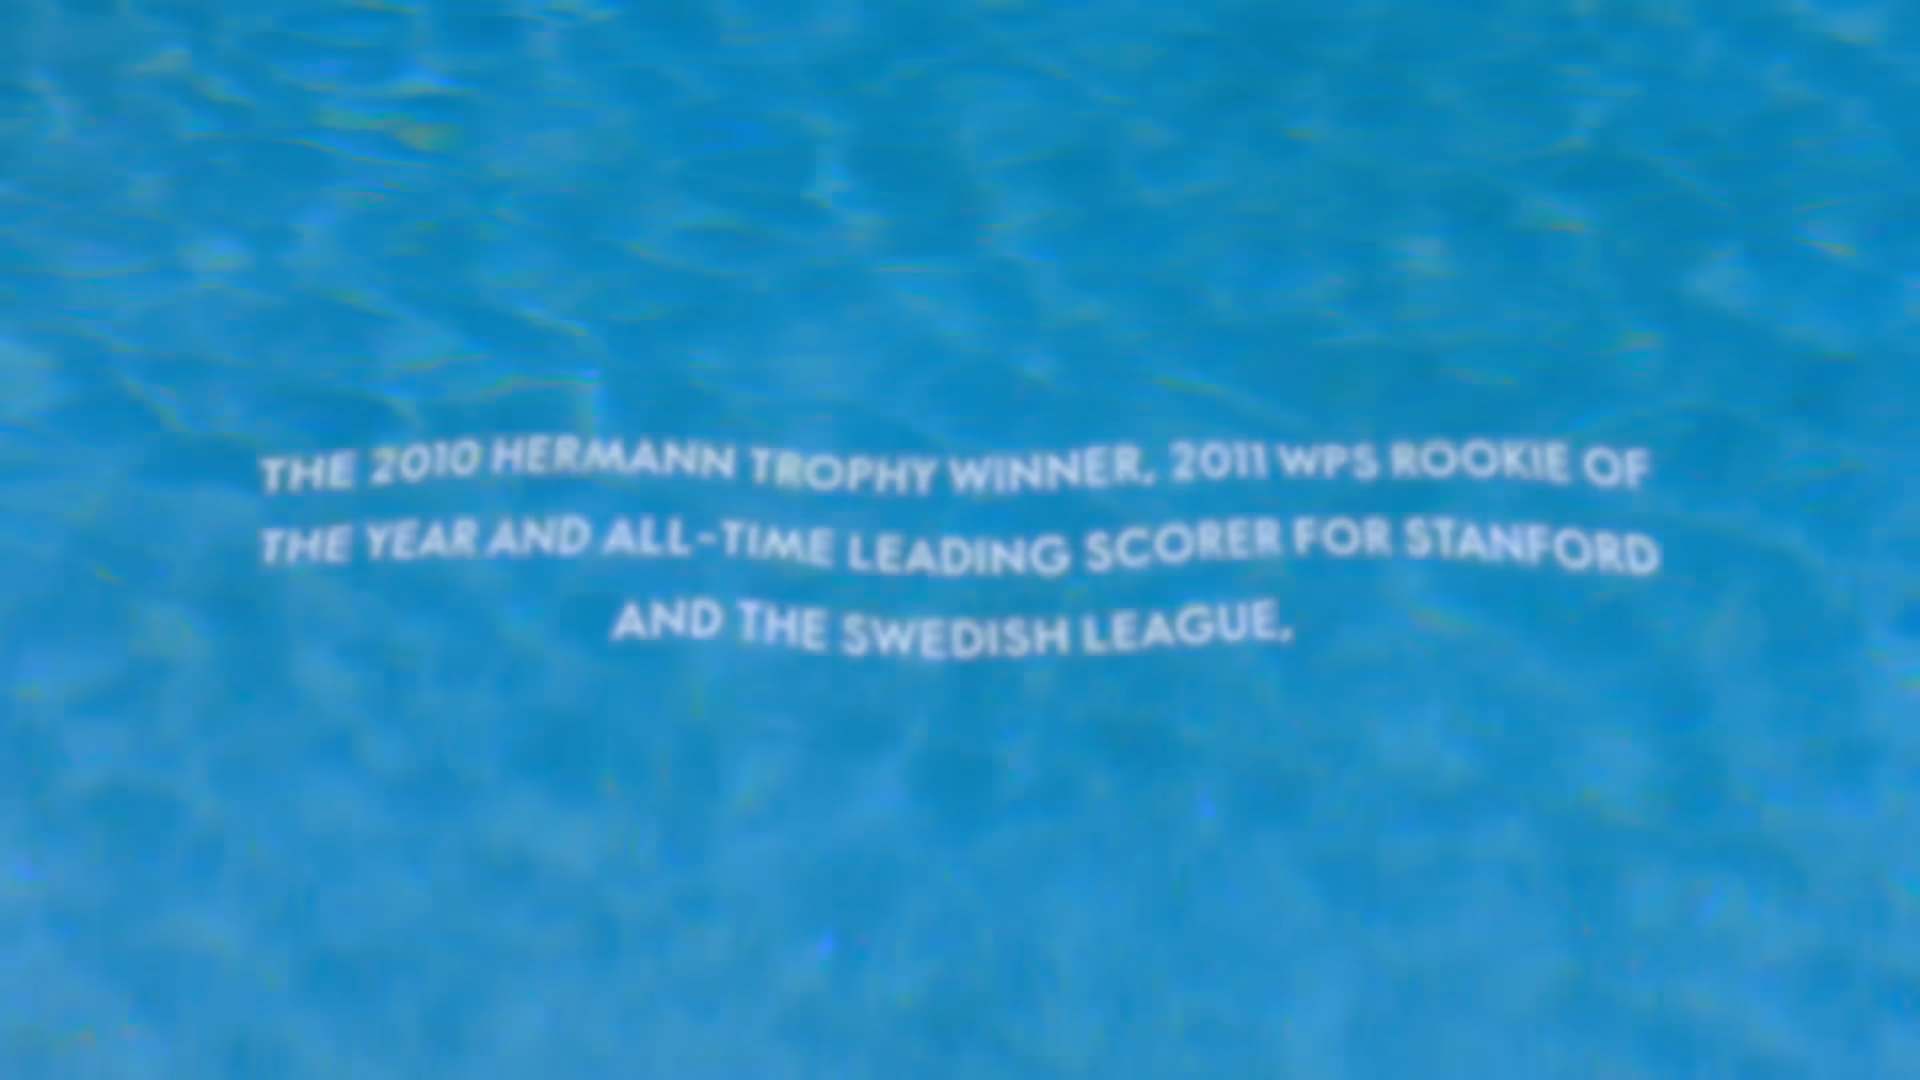 THE 2010 HERMANN TROPHY WINNER, 2011 WPS ROOKIE OF
THE YEAR AND ALL-TIME LEADING SCORER FOR STANFORD
AND THE SWEDISH LEAGUE.